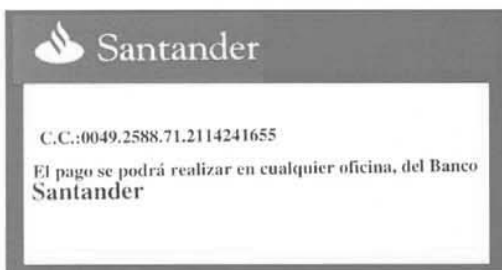 Santander
C.C.:0049.2588.71.2114241655
El pago se podrá realizar en cualquier oficina, del Banco
Santander